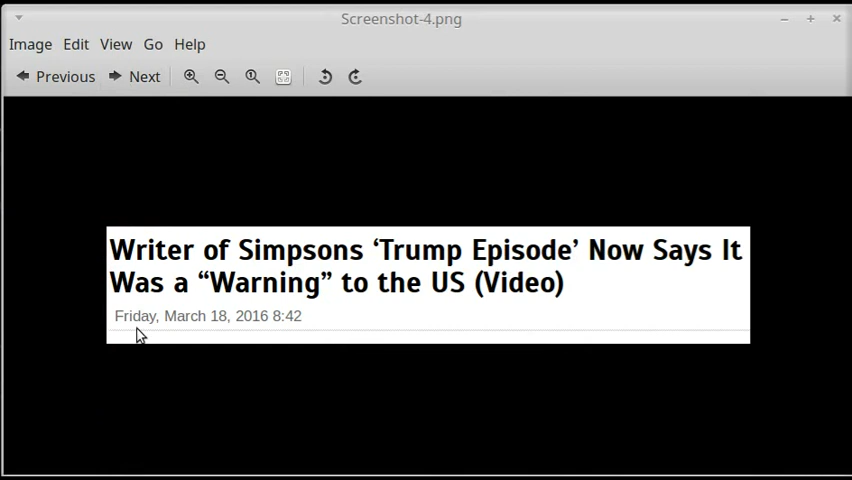 Screenshot-4.png
Image Edit View Go Help
Previous Next
Writer of Simpsons ‘Trump Episode’ Now Says It
Was a “Warning” to the US (Video)
Friday, March 18, 2016 8:42